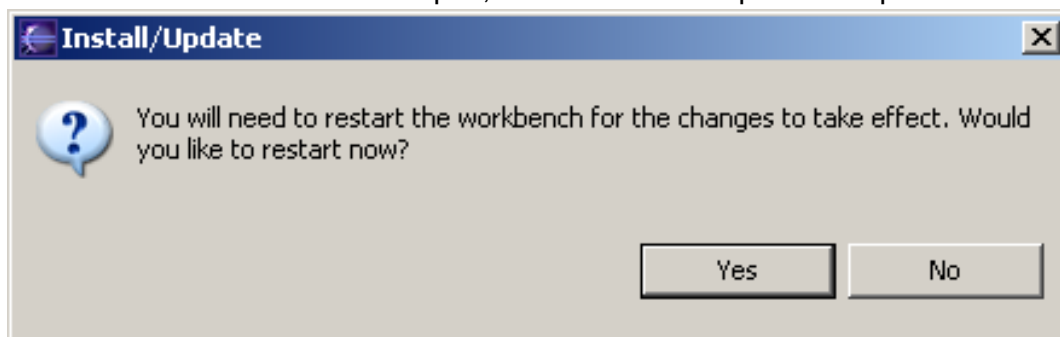 Install/Update
You will need to restart the workbench for the changes to take effect. Would
you like to restart now?
Yes
No